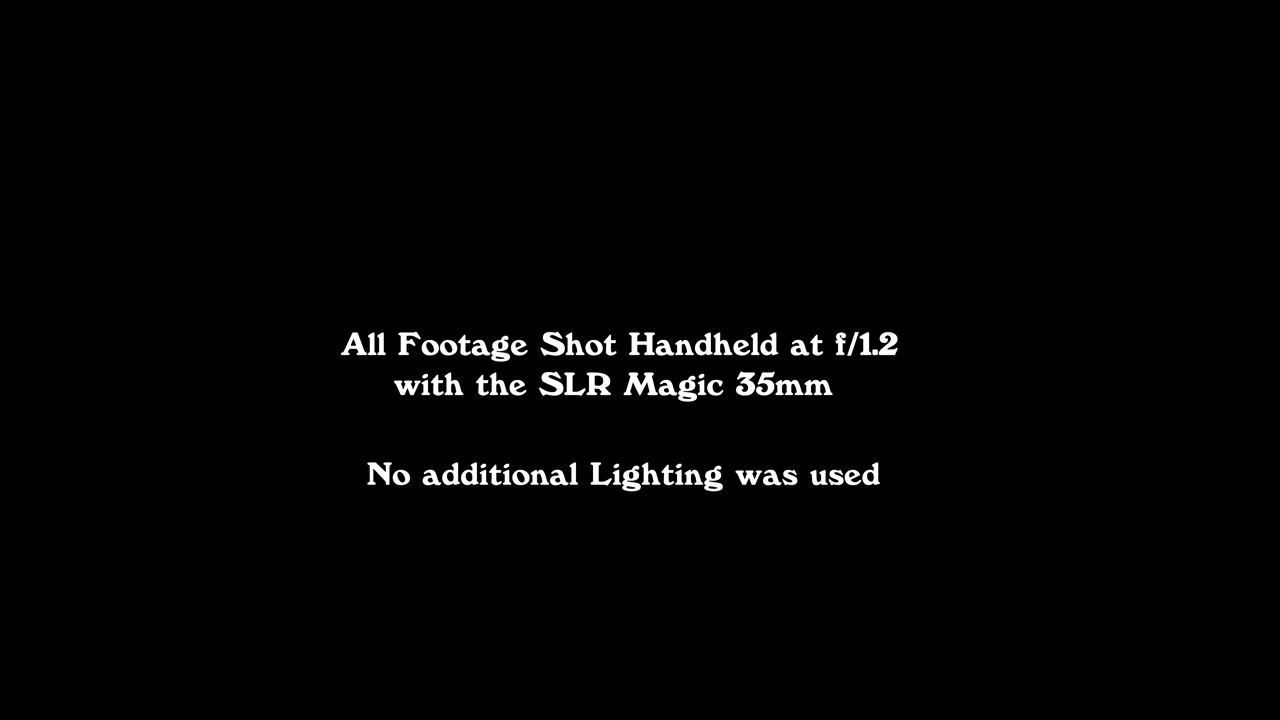 All Footage Shot Handheld at f/1.2
with the SLR Magic 35mm
No additional Lighting was used